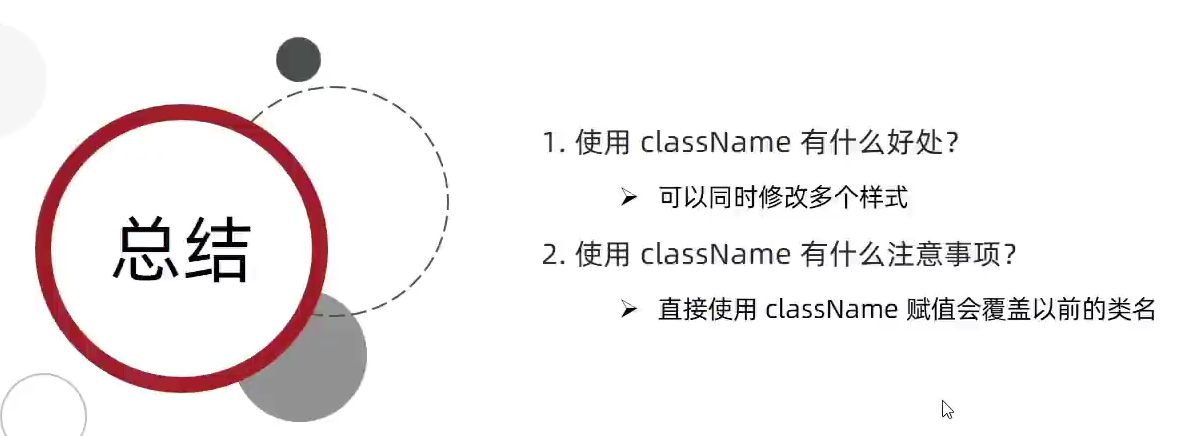 总结
1. 使用 className 有什么好处？
➢ 可以同时修改多个样式
2. 使用 className 有什么注意事项？
➢ 直接使用 className 赋值会覆盖以前的类名